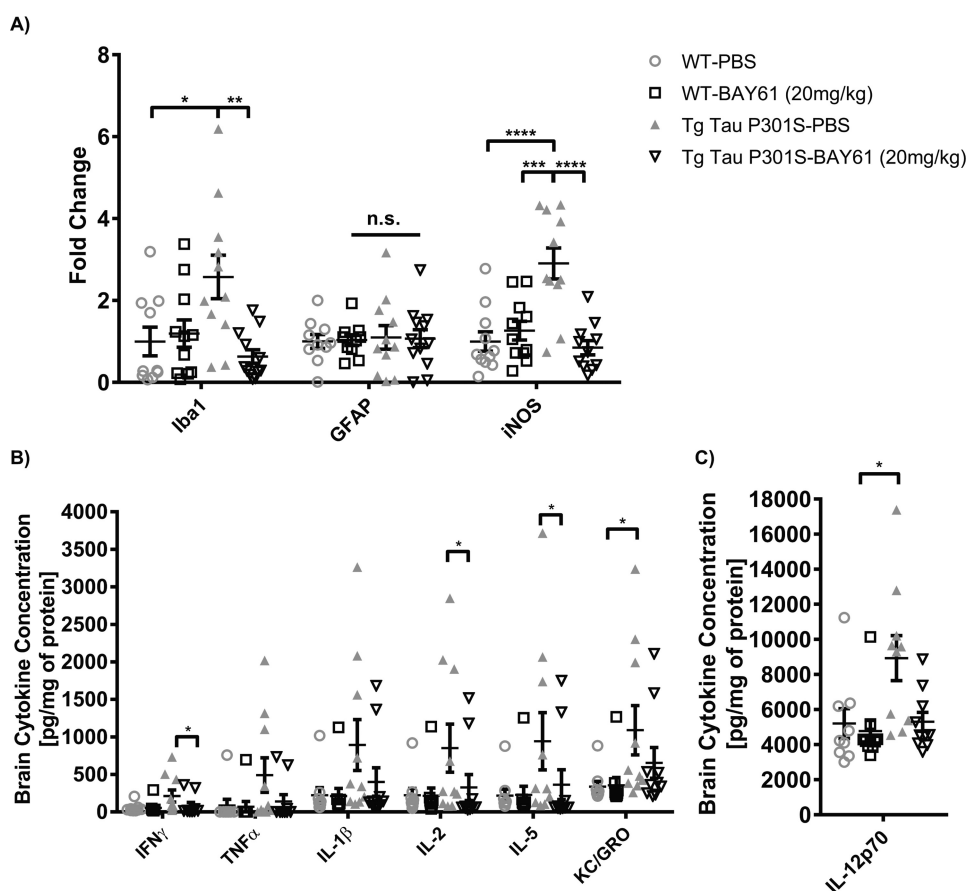 A)
8
6
4
2
0
Fold Change
* **
n.s.
****
*** ****
Iba1
GFAP
iNOS
WT-PBS
WT-BAY61 (20mg/kg)
Tg Tau P301S-PBS
Tg Tau P301S-BAY61 (20mg/kg)
B)
4000
3500
3000
2500
2000
1500
1000
500
0
Brain Cytokine Concentration
[pg/mg of protein]
*
*
*
*
IFNγ
TNFα
IL-1β
IL-2
IL-5
KC/GRO
C)
18000
16000
14000
12000
10000
8000
6000
4000
2000
0
Brain Cytokine Concentration
[pg/mg of protein]
*
IL-12p70